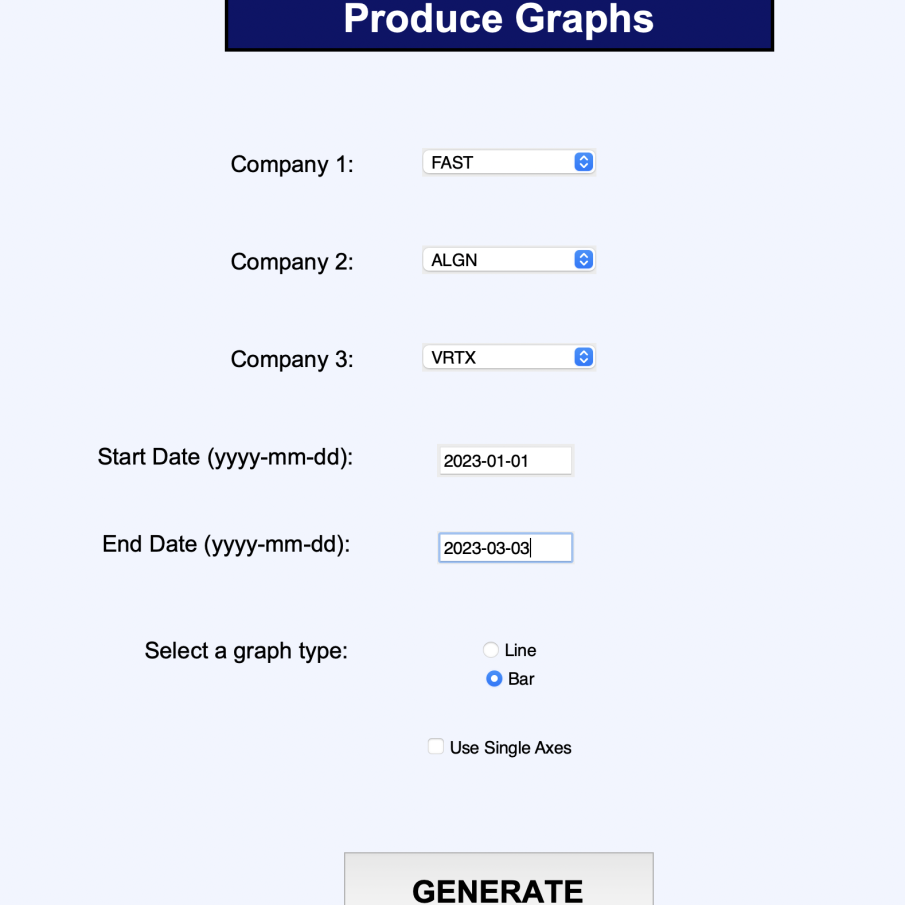 Produce Graphs
Company 1: FAST
Company 2: ALGN
Company 3: VRTX
Start Date (yyyy-mm-dd): 2023-01-01
End Date (yyyy-mm-dd): 2023-03-03
Select a graph type: Line
Bar
Use Single Axes
GENERATE